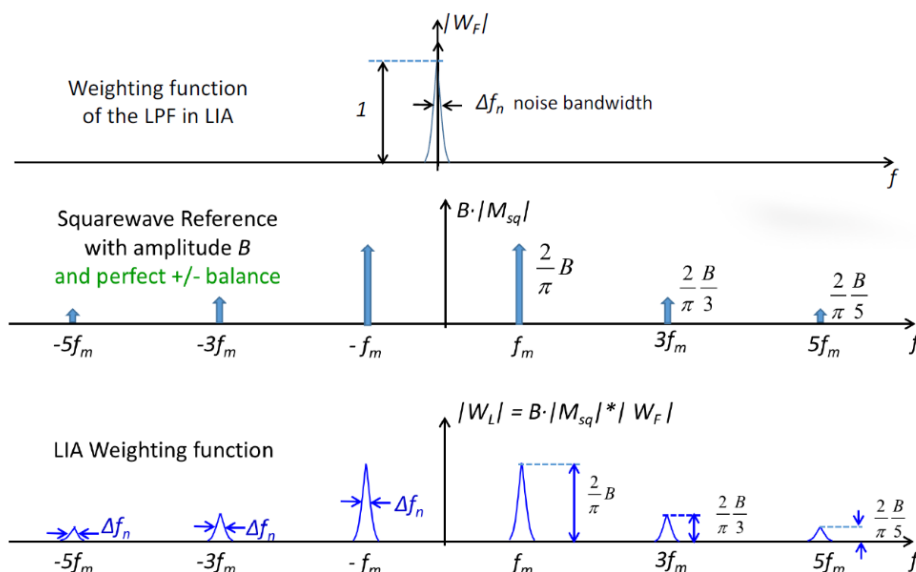 |W_F|
Weighting function
of the LPF in LIA
1
Δf_n noise bandwidth
f
Squarewave Reference
with amplitude B
and perfect +/- balance
B·|M_sq|
2/π B
2/π B/3
2/π B/5
-5f_m
-3f_m
- f_m
f_m
3f_m
5f_m
f
|W_L| = B·|M_sq|*| W_F|
LIA Weighting function
Δf_n
Δf_n
Δf_n
2/π B
2/π B/3
2/π B/5
-5f_m
-3f_m
- f_m
f_m
3f_m
5f_m
f